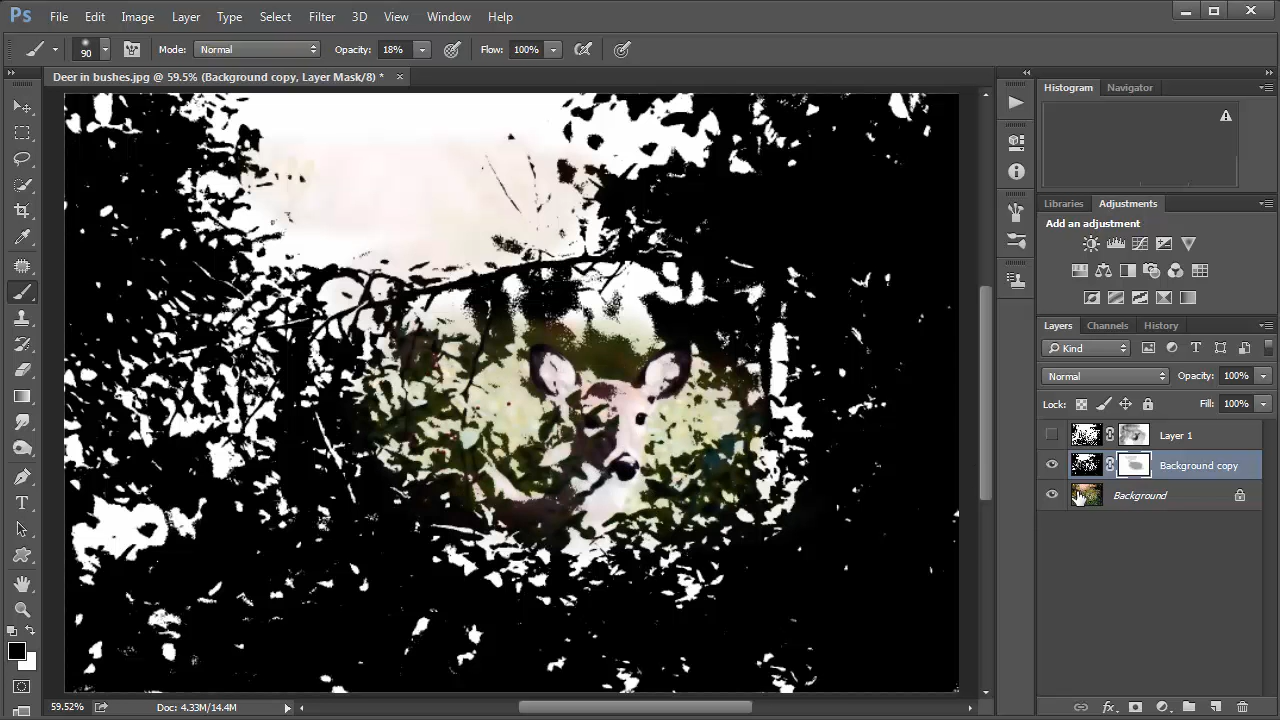 Ps File Edit Image Layer Type Select Filter 3D View Window Help
90 Mode: Normal Opacity: 18% Flow: 100%
Deer in bushes.jpg @ 59.5% (Background copy, Layer Mask/8) * ×
Histogram Navigator
Libraries Adjustments
Add an adjustment
Layers Channels History
Kind
Normal Opacity: 100%
Lock: Fill: 100%
Layer 1
Background copy
Background
59.52% Doc: 4.33M/14.4M